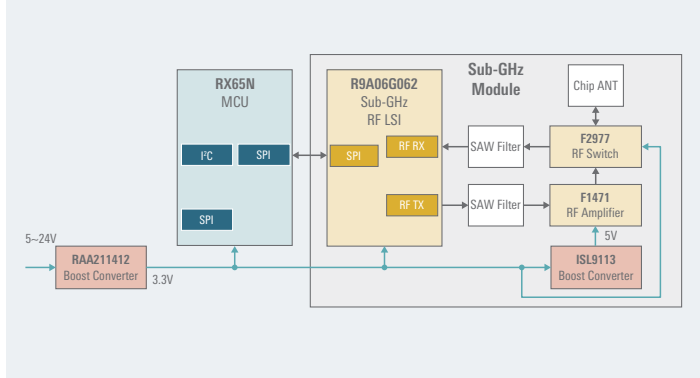 Sub-GHz
Module
RX65N
MCU
R9A06G062
Sub-GHz
RF LSI
Chip ANT
I²C
SPI
SPI
RF RX
SAW Filter
F2977
RF Switch
SPI
RF TX
SAW Filter
F1471
RF Amplifier
5~24V
5V
RAA211412
Boost Converter
3.3V
ISL9113
Boost Converter